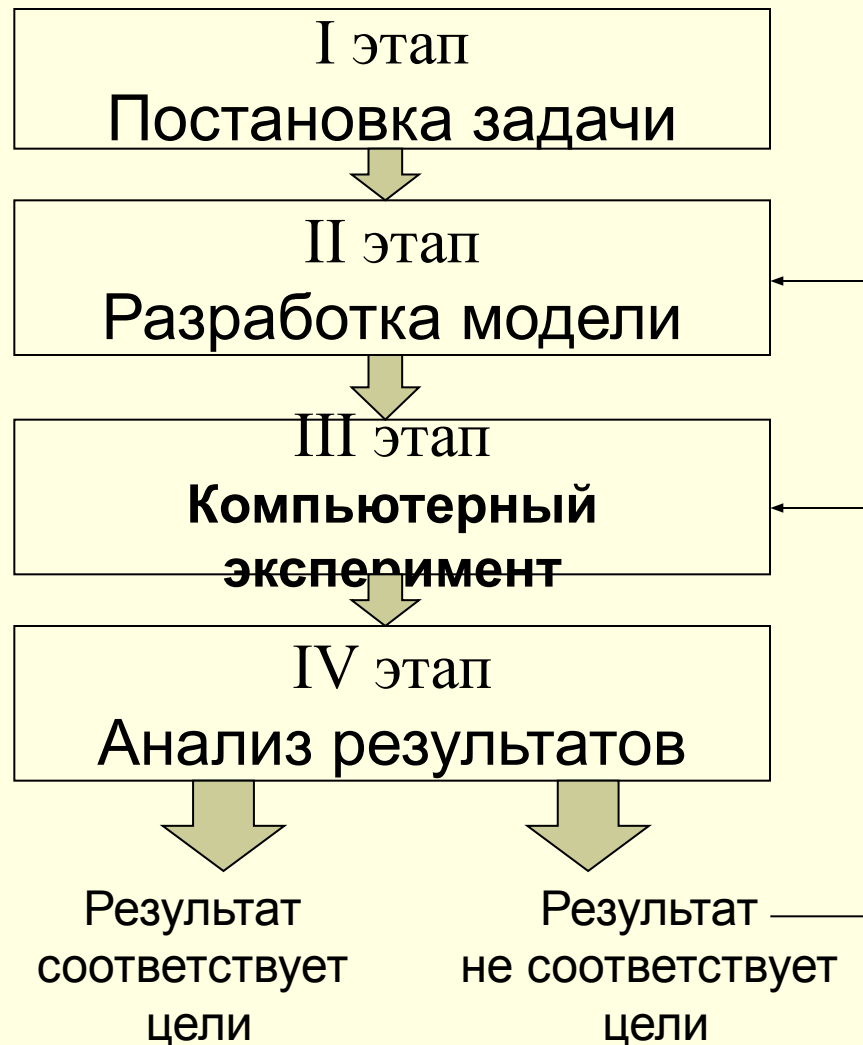 I этап
Постановка задачи
II этап
Разработка модели
III этап
Компьютерный
эксперимент
IV этап
Анализ результатов
Результат
соответствует
цели
Результат
не соответствует
цели